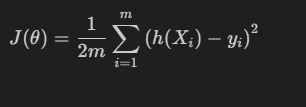 J(θ) = \frac{1}{2m} \sum_{i=1}^{m} (h(X_i) − y_i)^2